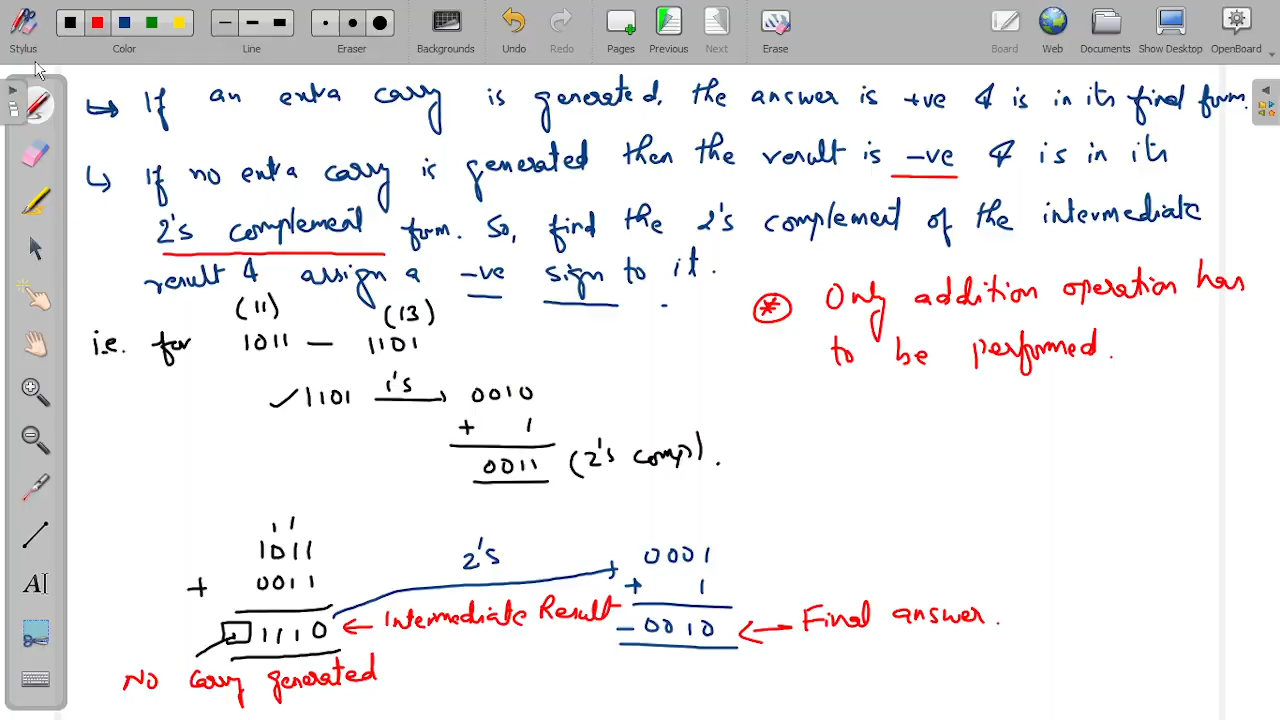 Stylus Color Line Eraser Backgrounds Undo Redo Pages Previous Next Erase Board Web Documents Show Desktop OpenBoard
↳ If an extra carry is generated, the answer is +ve & is in its final form.
↳ If no extra carry is generated then the result is -ve & is in its
2's complement form. So, find the 2's complement of the intermediate
result & assign a -ve sign to it.
(11) (13)
i.e. for 1011 - 1101
* Only addition operation has
to be performed.
✓1101 1's → 0010
+ 1
0011 (2's comp).
1 1
1011
+ 0011
1110 ← Intermediate Result
No carry generated
2's
0001
+ 1
-0010 ← Final answer.
AI